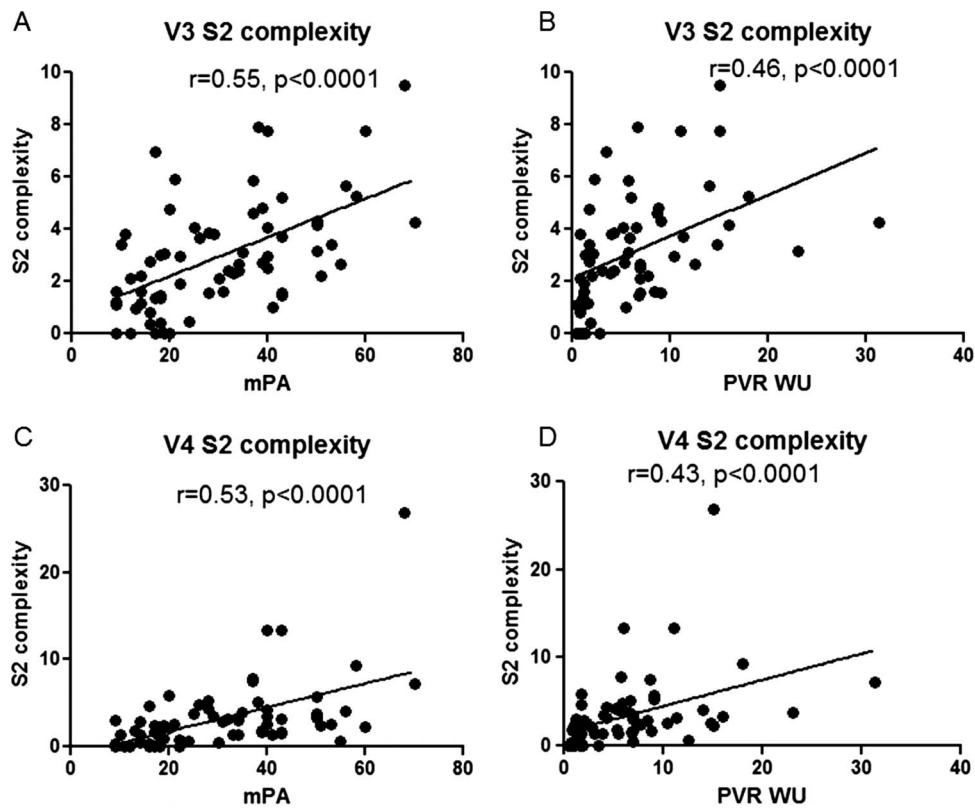 A
V3 S2 complexity
r=0.55, p<0.0001
10
8
6
4
2
0
S2 complexity
0 20 40 60 80
mPA
B
V3 S2 complexity
r=0.46, p<0.0001
10
8
6
4
2
0
S2 complexity
0 10 20 30 40
PVR WU
C
V4 S2 complexity
r=0.53, p<0.0001
30
20
10
0
S2 complexity
0 20 40 60 80
mPA
D
V4 S2 complexity
r=0.43, p<0.0001
30
20
10
0
S2 complexity
0 10 20 30 40
PVR WU